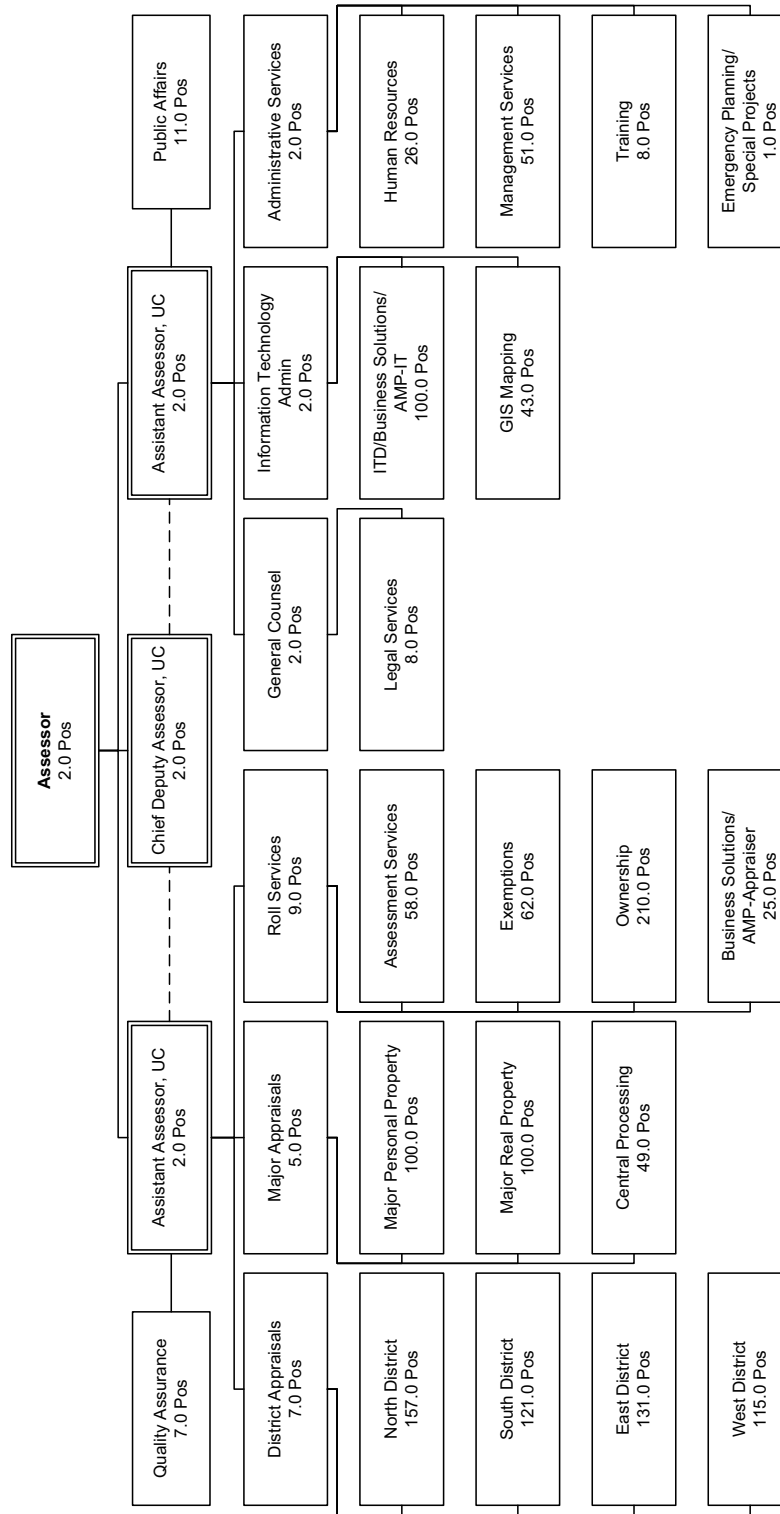 Assessor
2.0 Pos
Quality Assurance
7.0 Pos
Assistant Assessor, UC
2.0 Pos
Chief Deputy Assessor, UC
2.0 Pos
Assistant Assessor, UC
2.0 Pos
Public Affairs
11.0 Pos
District Appraisals
7.0 Pos
Major Appraisals
5.0 Pos
Roll Services
9.0 Pos
General Counsel
2.0 Pos
Information Technology
Admin
2.0 Pos
Administrative Services
2.0 Pos
North District
157.0 Pos
Major Personal Property
100.0 Pos
Assessment Services
58.0 Pos
Legal Services
8.0 Pos
ITD/Business Solutions/
AMP-IT
100.0 Pos
Human Resources
26.0 Pos
South District
121.0 Pos
Major Real Property
100.0 Pos
Exemptions
62.0 Pos
GIS Mapping
43.0 Pos
Management Services
51.0 Pos
East District
131.0 Pos
Central Processing
49.0 Pos
Ownership
210.0 Pos
Training
8.0 Pos
West District
115.0 Pos
Business Solutions/
AMP-Appraiser
25.0 Pos
Emergency Planning/
Special Projects
1.0 Pos